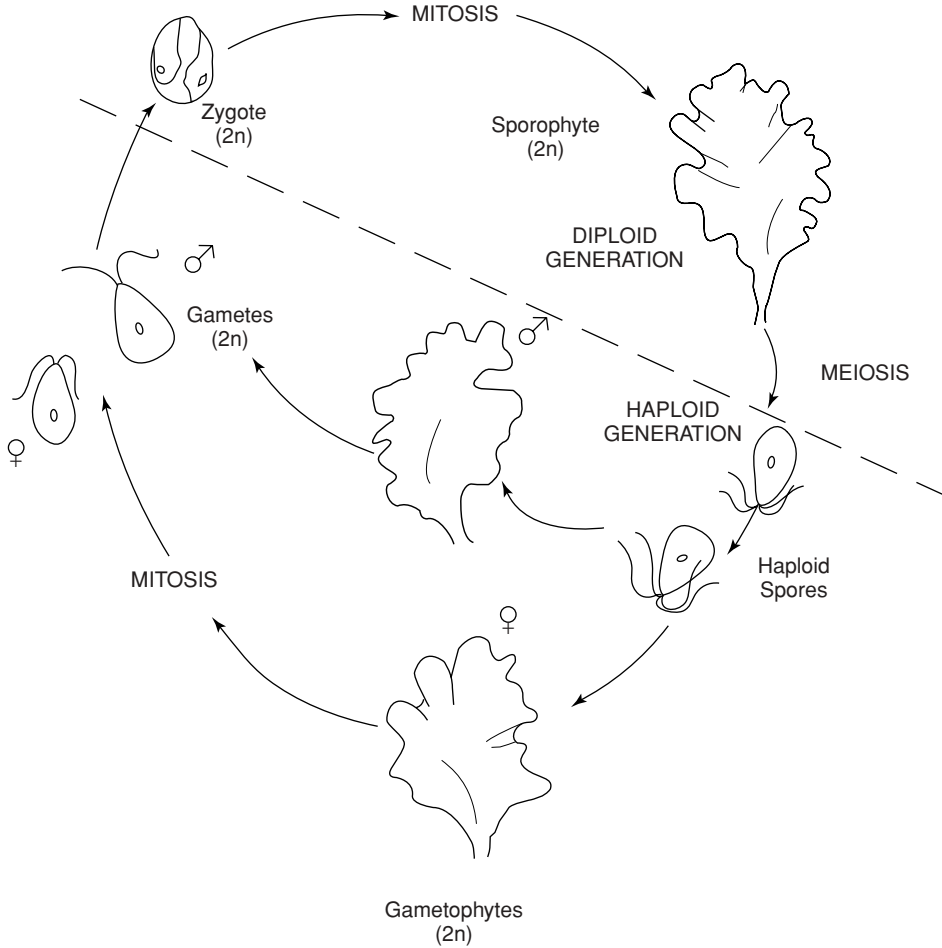 MITOSIS
Zygote
(2n)
Sporophyte
(2n)
DIPLOID
GENERATION
♂
Gametes
(2n)
♂
MEIOSIS
HAPLOID
GENERATION
♀
Haploid
Spores
MITOSIS
♀
Gametophytes
(2n)